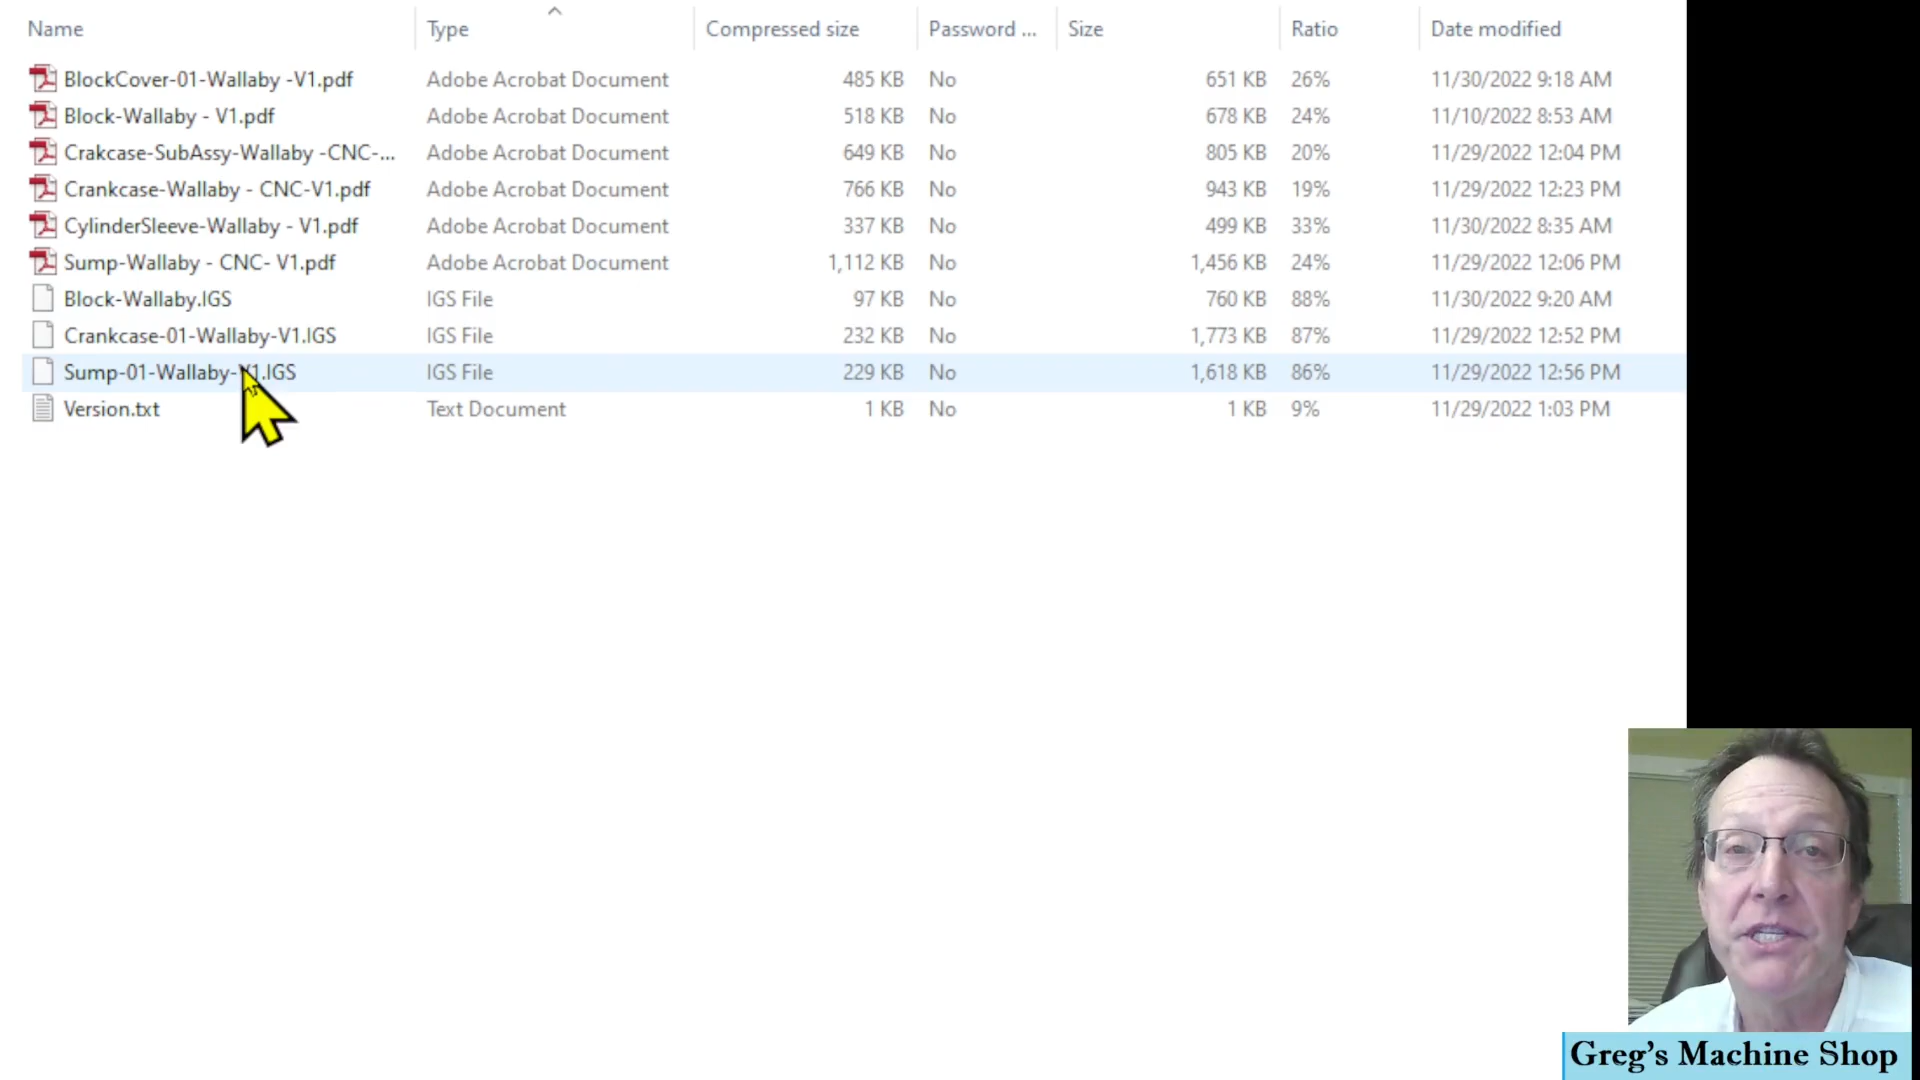 Name Type Compressed size Password ... Size Ratio Date modified
BlockCover-01-Wallaby -V1.pdf Adobe Acrobat Document 485 KB No 651 KB 26% 11/30/2022 9:18 AM
Block-Wallaby - V1.pdf Adobe Acrobat Document 518 KB No 678 KB 24% 11/10/2022 8:53 AM
Crakcase-SubAssy-Wallaby -CNC-... Adobe Acrobat Document 649 KB No 805 KB 20% 11/29/2022 12:04 PM
Crankcase-Wallaby - CNC-V1.pdf Adobe Acrobat Document 766 KB No 943 KB 19% 11/29/2022 12:23 PM
CylinderSleeve-Wallaby - V1.pdf Adobe Acrobat Document 337 KB No 499 KB 33% 11/30/2022 8:35 AM
Sump-Wallaby - CNC- V1.pdf Adobe Acrobat Document 1,112 KB No 1,456 KB 24% 11/29/2022 12:06 PM
Block-Wallaby.IGS IGS File 97 KB No 760 KB 88% 11/30/2022 9:20 AM
Crankcase-01-Wallaby-V1.IGS IGS File 232 KB No 1,773 KB 87% 11/29/2022 12:52 PM
Sump-01-Wallaby-V1.IGS IGS File 229 KB No 1,618 KB 86% 11/29/2022 12:56 PM
Version.txt Text Document 1 KB No 1 KB 9% 11/29/2022 1:03 PM
Greg's Machine Shop